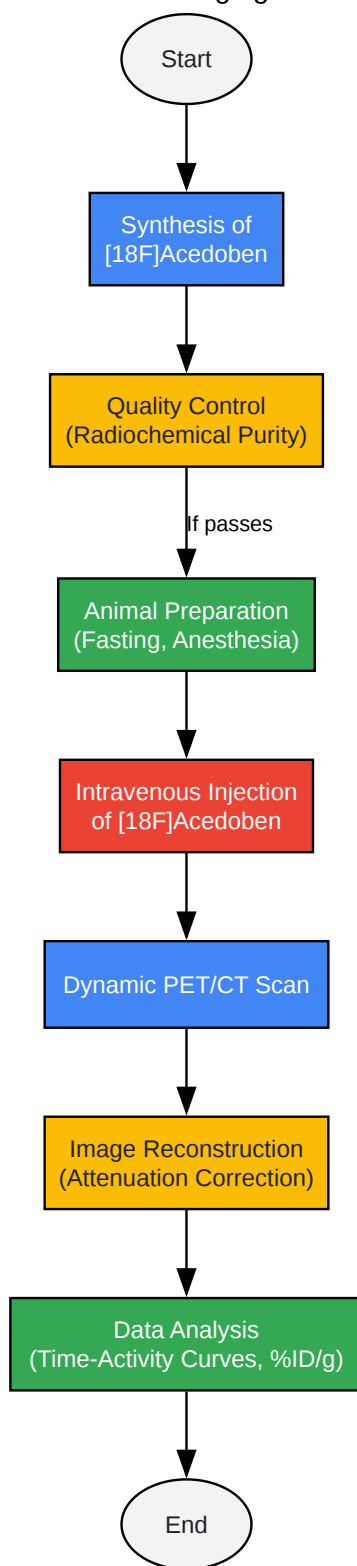 Start
Synthesis of
[18F]Acedoben
Quality Control
(Radiochemical Purity)
If passes
Animal Preparation
(Fasting, Anesthesia)
Intravenous Injection
of [18F]Acedoben
Dynamic PET/CT Scan
Image Reconstruction
(Attenuation Correction)
Data Analysis
(Time-Activity Curves, %ID/g)
End